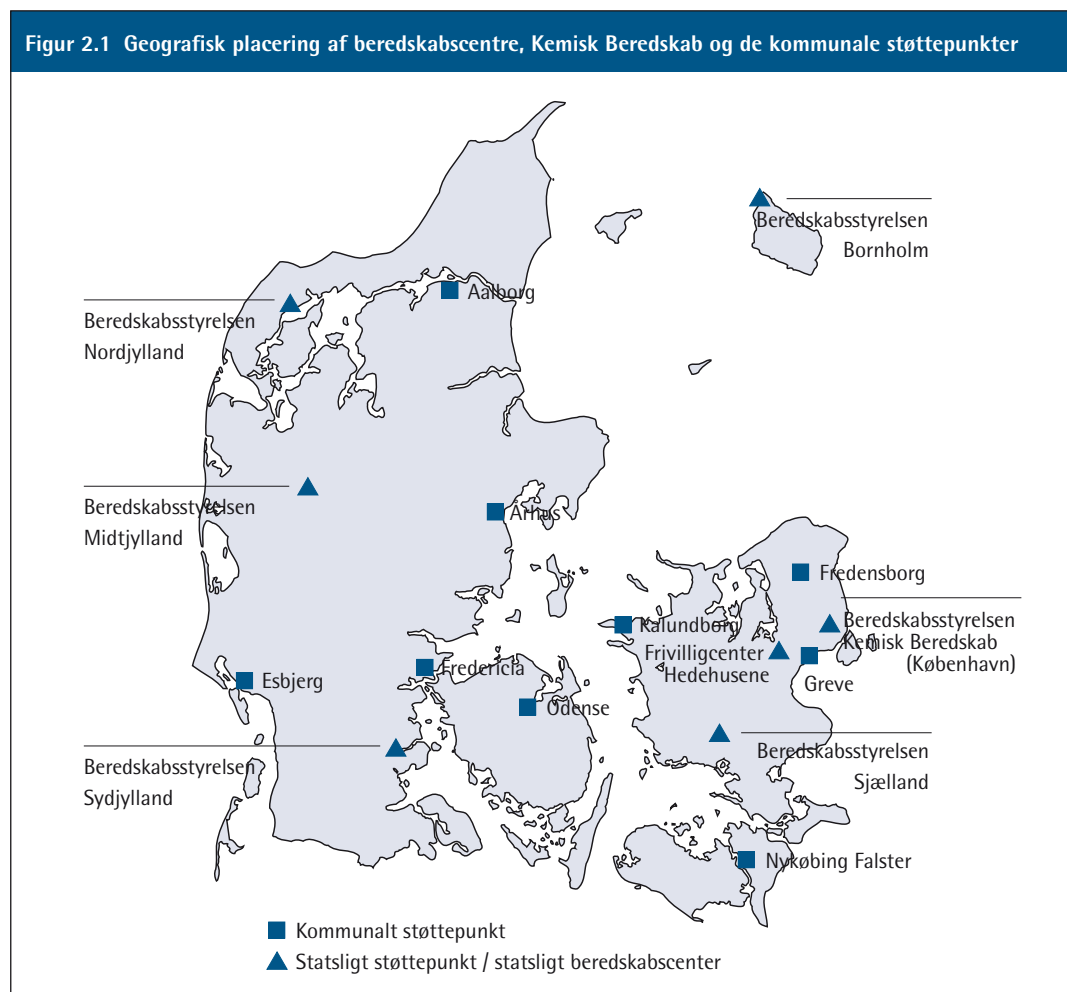 Figur 2.1 Geografisk placering af beredskabscentre, Kemisk Beredskab og de kommunale støttepunkter
Beredskabsstyrelsen
Bornholm
Aalborg
Beredskabsstyrelsen
Nordjylland
Beredskabsstyrelsen
Midtjylland
Århus
Fredensborg
Beredskabsstyrelsen
Kemisk Beredskab
(København)
Kalundborg
Frivilligcenter
Hedehusene
Greve
Fredericia
Esbjerg
Odense
Beredskabsstyrelsen
Sydjylland
Beredskabsstyrelsen
Sjælland
Nykøbing Falster
Kommunalt støttepunkt
Statsligt støttepunkt / statsligt beredskabscenter